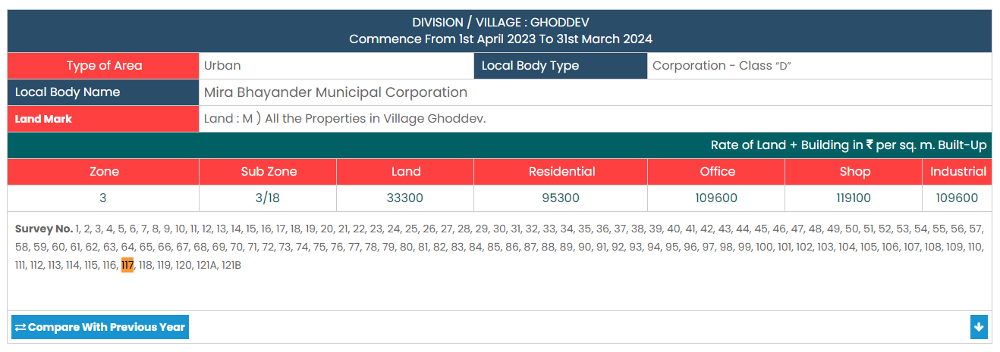 DIVISION / VILLAGE : GHODDEV
Commence From 1st April 2023 To 31st March 2024
Type of Area Urban Local Body Type Corporation - Class “D”
Local Body Name Mira Bhayander Municipal Corporation
Land Mark Land : M ) All the Properties in Village Ghoddev.
Rate of Land + Building in ₹ per sq. m. Built-Up
Zone Sub Zone Land Residential Office Shop Industrial
3 3/18 33300 95300 109600 119100 109600
Survey No. 1, 2, 3, 4, 5, 6, 7, 8, 9, 10, 11, 12, 13, 14, 15, 16, 17, 18, 19, 20, 21, 22, 23, 24, 25, 26, 27, 28, 29, 30, 31, 32, 33, 34, 35, 36, 37, 38, 39, 40, 41, 42, 43, 44, 45, 46, 47, 48, 49, 50, 51, 52, 53, 54, 55, 56, 57,
58, 59, 60, 61, 62, 63, 64, 65, 66, 67, 68, 69, 70, 71, 72, 73, 74, 75, 76, 77, 78, 79, 80, 81, 82, 83, 84, 85, 86, 87, 88, 89, 90, 91, 92, 93, 94, 95, 96, 97, 98, 99, 100, 101, 102, 103, 104, 105, 106, 107, 108, 109, 110,
111, 112, 113, 114, 115, 116, 117, 118, 119, 120, 121A, 121B
Compare With Previous Year